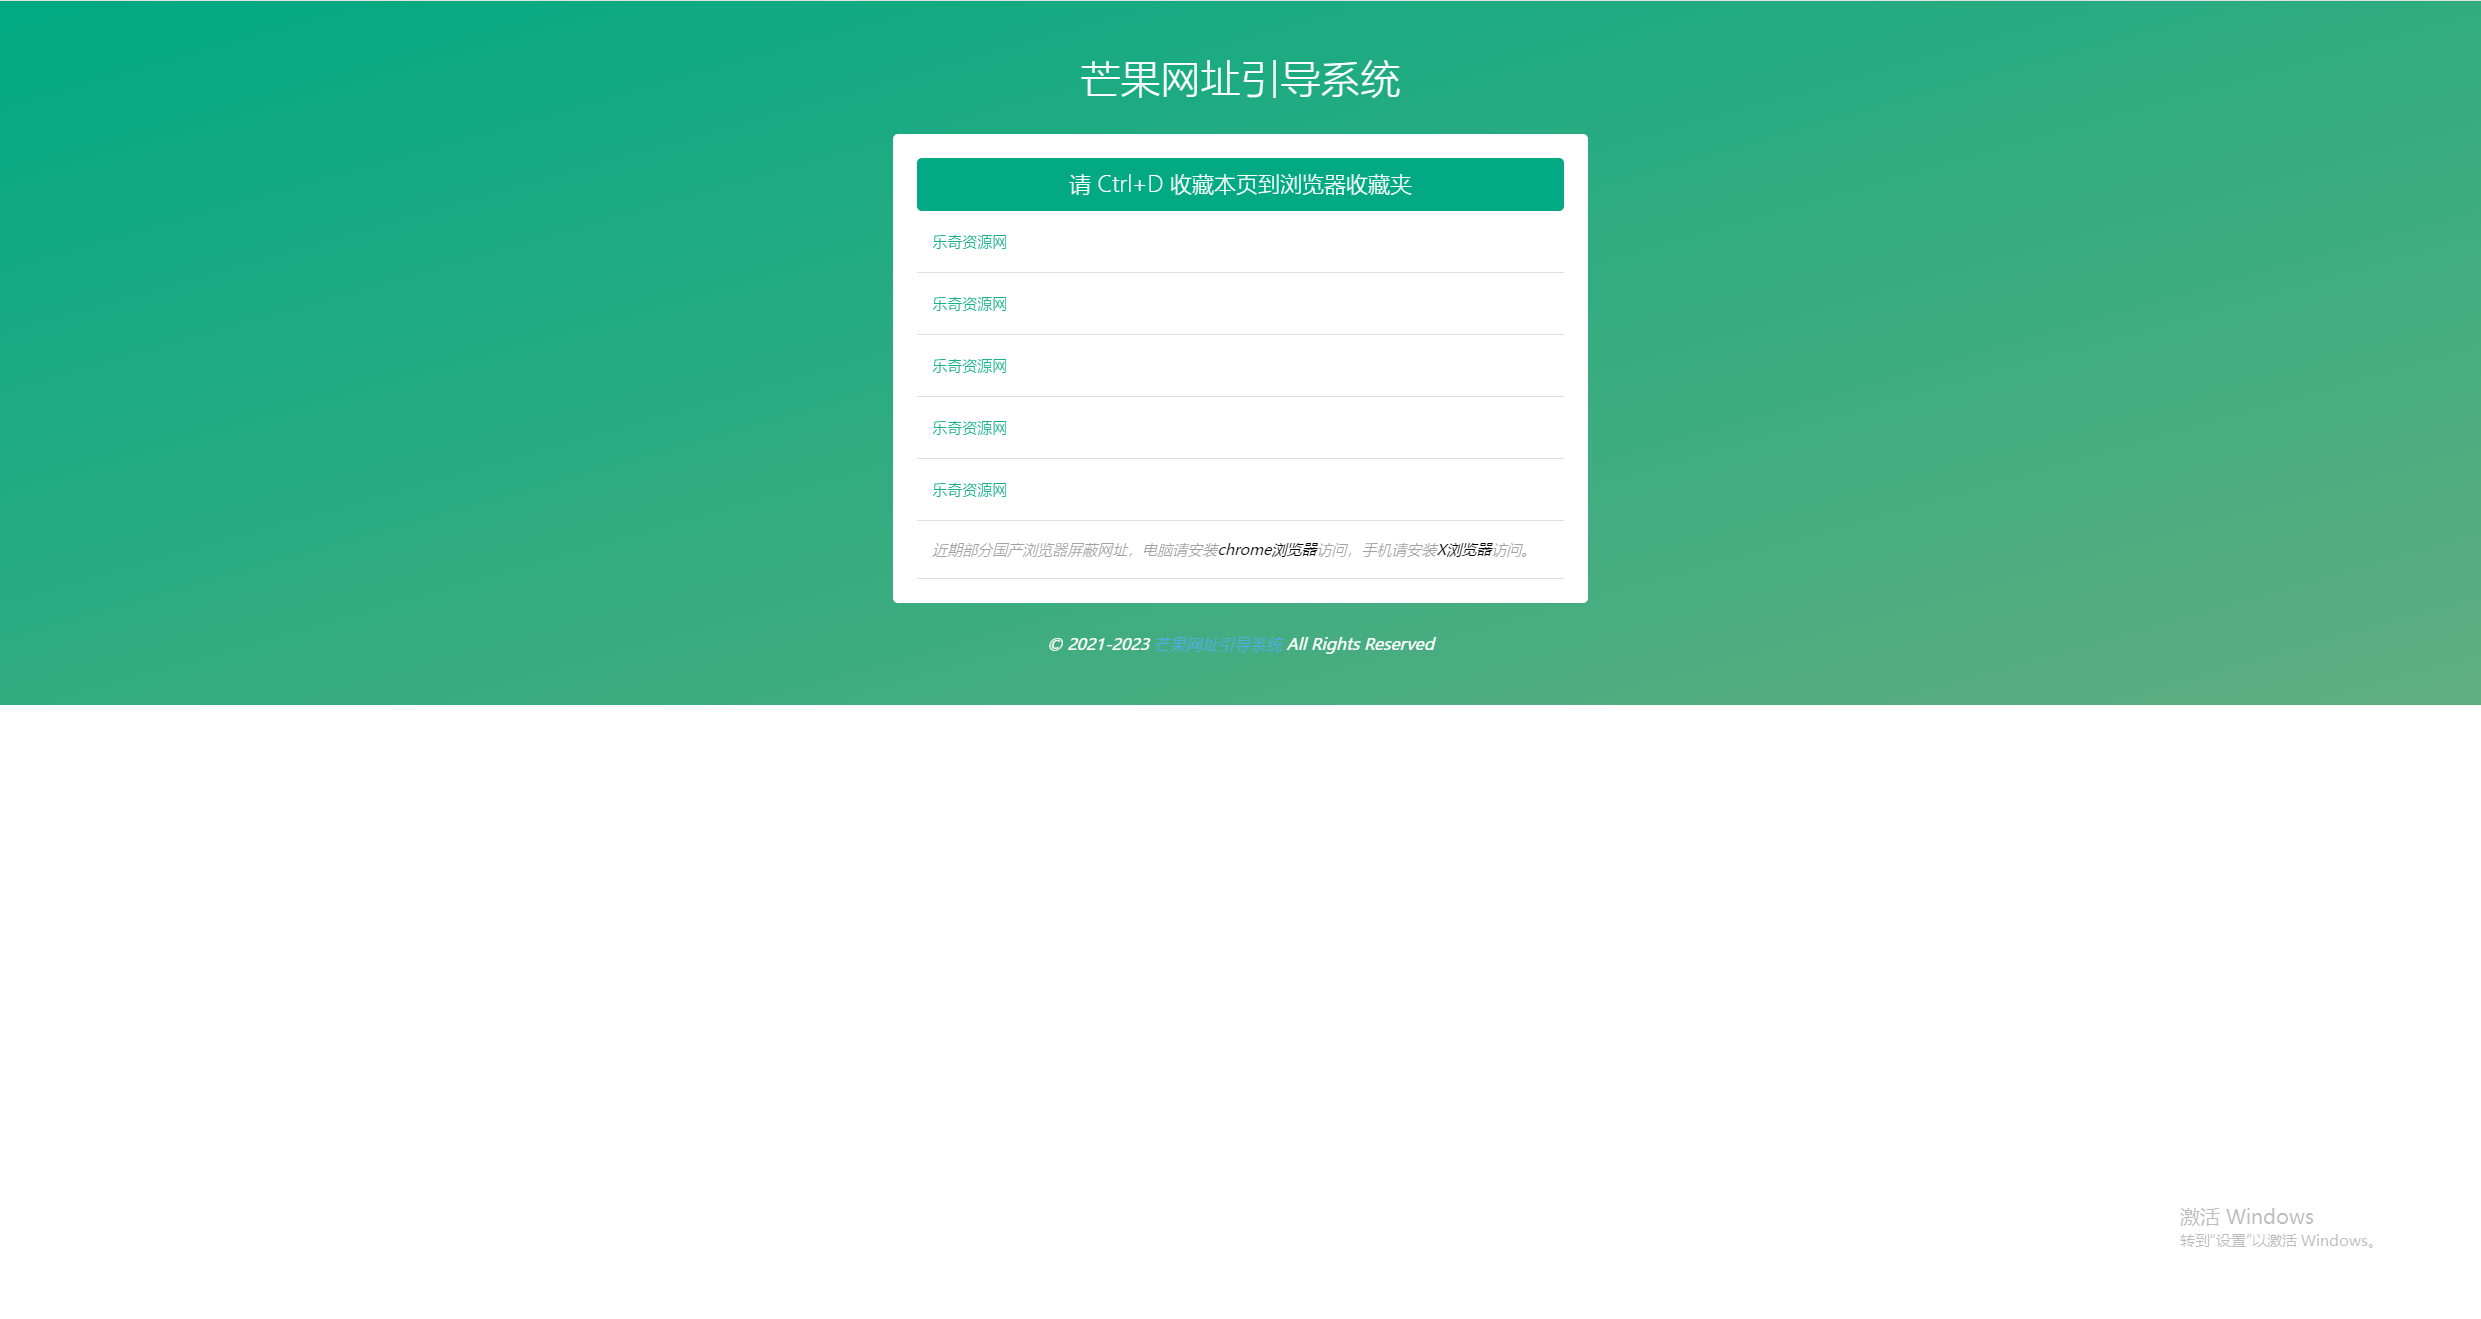 芒果网址引导系统
请 Ctrl+D 收藏本页到浏览器收藏夹
乐奇资源网
乐奇资源网
乐奇资源网
乐奇资源网
乐奇资源网
近期部分国产浏览器屏蔽网址，电脑请安装chrome浏览器访问，手机请安装X浏览器访问。
© 2021-2023 芒果网址引导系统 All Rights Reserved
激活 Windows
转到“设置”以激活 Windows。